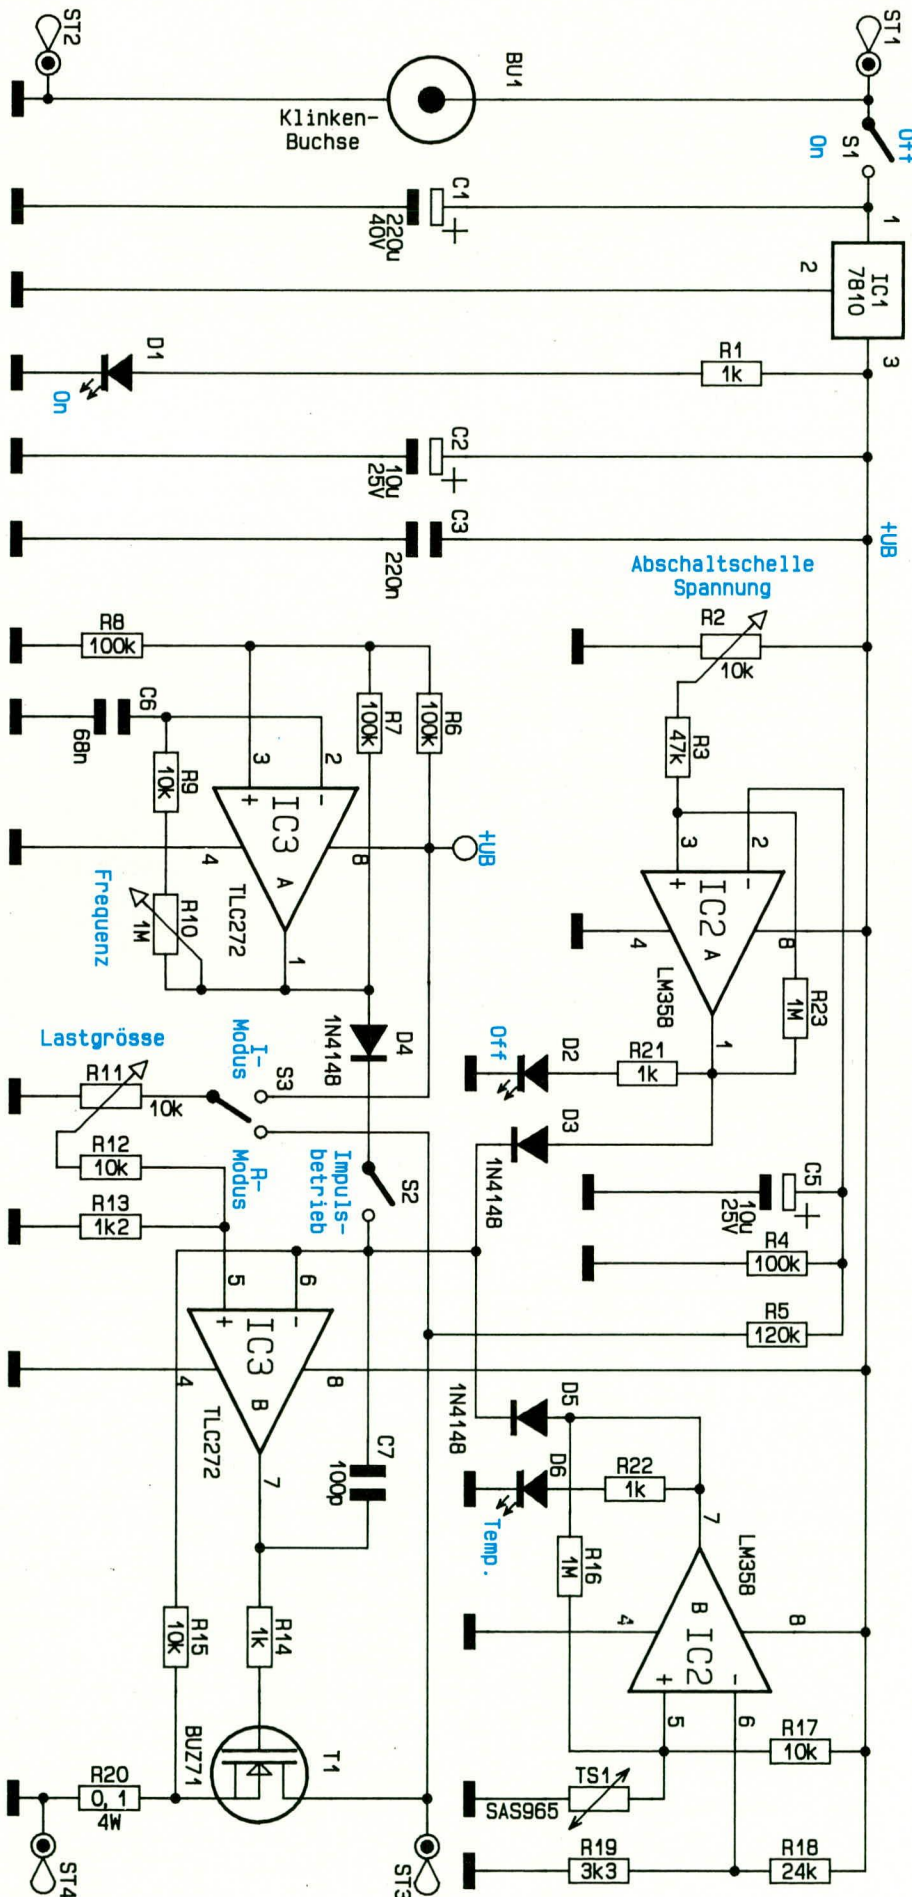 ST2
ST1
BU1
Klinken-
Buchse
Off
On
S1
C1
220u
40V
1
2
IC1
7810
3
D1
On
R1
1k
C2
10u
25V
C3
220n
+UB
Abschaltschelle
Spannung
R2
10k
R8
100k
R7
100k
R6
100k
C6
68n
R3
47k
R9
10k
3
2
+
-
IC3
A
4
8
TLC272
+UB
Frequenz
R10
1M
1
3
2
+
-
IC2
A
4
8
LM358
R23
1M
1
D4
1N4148
Off
D2
R21
1k
D3
1N4148
Lastgrösse
I-
Modus
S3
R11
10k
R-
Modus
R12
10k
R13
1k2
Impuls-
betrieb
S2
C5
10u
25V
R4
100k
R5
120k
5
6
+
-
IC3
B
4
8
TLC272
7
C7
100p
D5
1N4148
D6
Temp.
R22
1k
7
LM358
R16
1M
4
8
B
IC2
+
-
5
6
R15
10k
R14
1k
R17
10k
BUZ71
T1
R20
0,1
4W
TS1
SAS965
R19
3k3
R18
24k
ST4
ST3